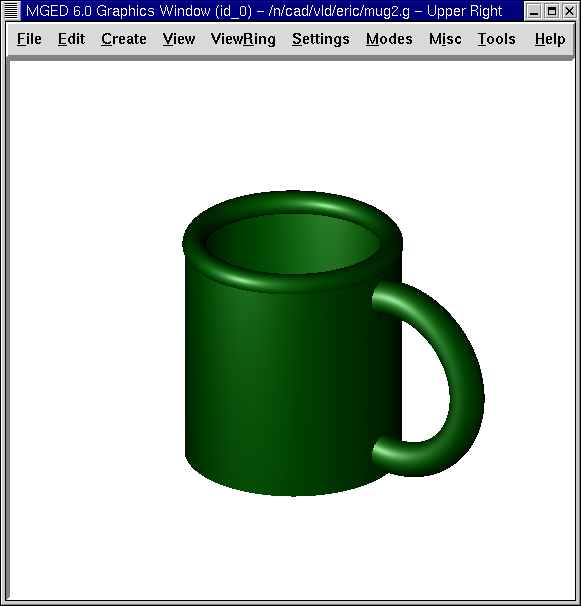 MGED 6.0 Graphics Window (id_0) – /n/cad/vld/eric/mug2.g – Upper Right
File Edit Create View ViewRing Settings Modes Misc Tools Help